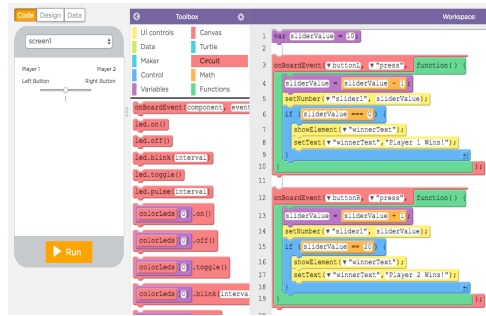 Code Design Data
Toolbox
Workspace:
screen1
Player 1 Player 2
Left Button Right Button
Run
UI controls Canvas
Data Turtle
Maker Circuit
Control Math
Variables Functions
onBoardEvent(component, event
led.on()
led.off()
led.blink(interval)
led.toggle()
led.pulse(interval)
colorLeds[0].on()
colorLeds[0].off()
colorLeds[0].toggle()
colorLeds[0].blink(interva
1 var sliderValue = 10;
2
3 onBoardEvent(▼buttonL, ▼"press", function() {
4 sliderValue = sliderValue - 1;
5 setNumber(▼"slider1", sliderValue);
6 if (sliderValue === 0) {
7 showElement(▼"winnerText");
8 setText(▼"winnerText","Player 1 Wins!");
9 }
10 });
11
12 onBoardEvent(▼buttonR, ▼"press", function() {
13 sliderValue = sliderValue + 1;
14 setNumber(▼"slider1", sliderValue);
15 if (sliderValue == 20) {
16 showElement(▼"winnerText");
17 setText(▼"winnerText","Player 2 Wins!");
18 }
19 });